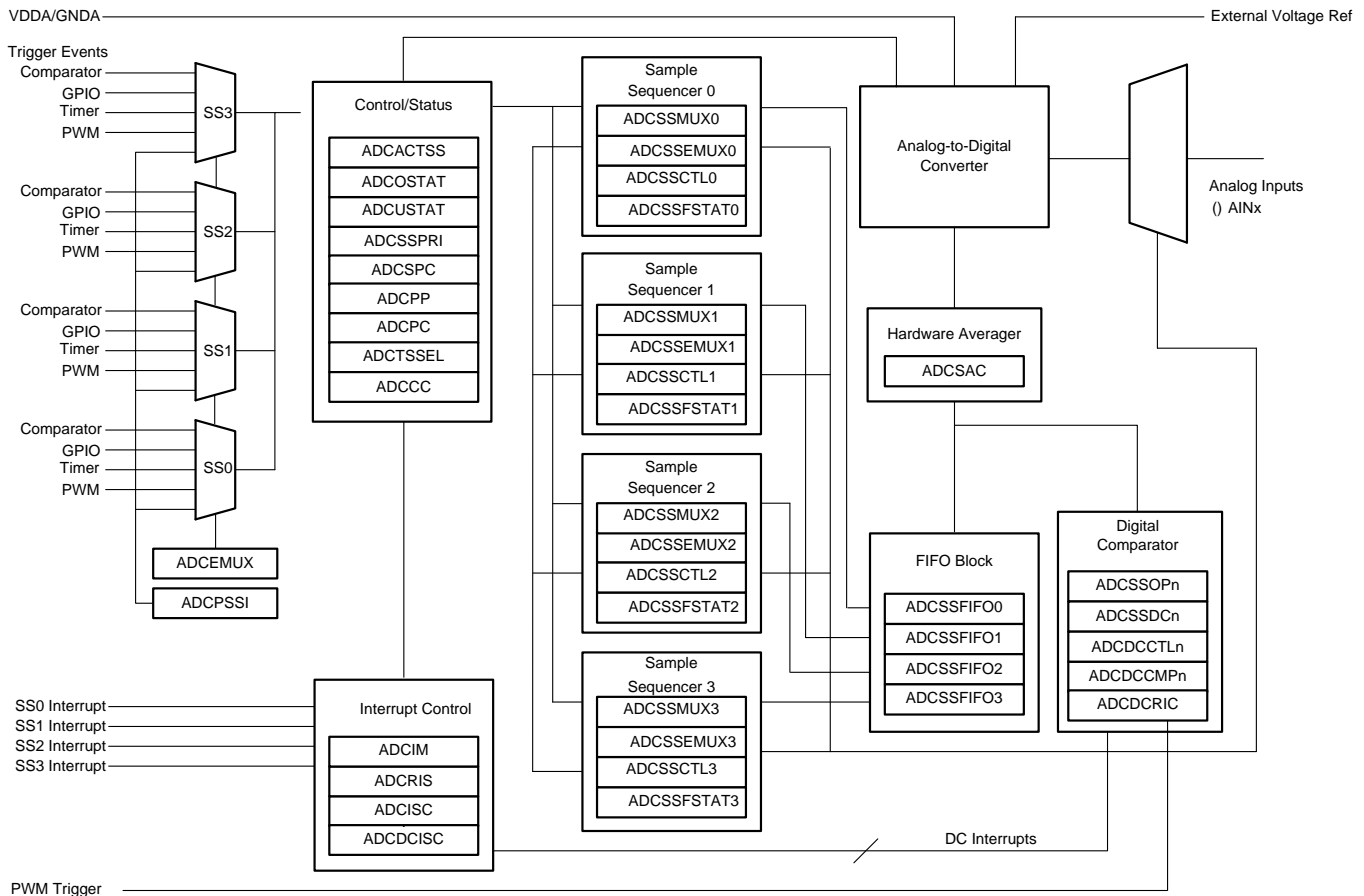 VDDA/GNDA
External Voltage Ref
Trigger Events
Comparator
GPIO
Timer
PWM
SS3
Comparator
GPIO
Timer
PWM
SS2
Comparator
GPIO
Timer
PWM
SS1
Comparator
GPIO
Timer
PWM
SS0
ADCEMUX
ADCPSSI
Control/Status
ADCACTSS
ADCOSTAT
ADCUSTAT
ADCSSPRI
ADCSPC
ADCPP
ADCPC
ADCTSSEL
ADCCC
Sample
Sequencer 0
ADCSSMUX0
ADCSSEMUX0
ADCSSCTL0
ADCSSFSTAT0
Sample
Sequencer 1
ADCSSMUX1
ADCSSEMUX1
ADCSSCTL1
ADCSSFSTAT1
Sample
Sequencer 2
ADCSSMUX2
ADCSSEMUX2
ADCSSCTL2
ADCSSFSTAT2
Sample
Sequencer 3
ADCSSMUX3
ADCSSEMUX3
ADCSSCTL3
ADCSSFSTAT3
Analog-to-Digital
Converter
Analog Inputs
() AINx
Hardware Averager
ADCSAC
FIFO Block
ADCSSFIFO0
ADCSSFIFO1
ADCSSFIFO2
ADCSSFIFO3
Digital
Comparator
ADCSSOPn
ADCSSDCn
ADCDCCTLn
ADCDCCMPn
ADCDCRIC
SS0 Interrupt
SS1 Interrupt
SS2 Interrupt
SS3 Interrupt
Interrupt Control
ADCIM
ADCRIS
ADCISC
ADCDCISC
DC Interrupts
PWM Trigger